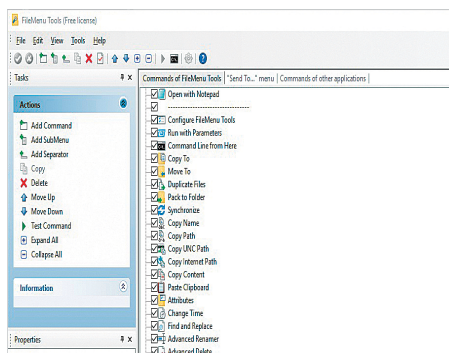 FileMenu Tools (Free license)
File Edit View Tools Help
Tasks
Commands of FileMenu Tools "Send To..." menu Commands of other applications
Actions
Add Command
Add SubMenu
Add Separator
Copy
Delete
Move Up
Move Down
Test Command
Expand All
Collapse All
Information
Properties
Open with Notepad
--------------------------------
Configure FileMenu Tools
Run with Parameters
Command Line from Here
Copy To
Move To
Duplicate Files
Pack to Folder
Synchronize
Copy Name
Copy Path
Copy UNC Path
Copy Internet Path
Copy Content
Paste Clipboard
Attributes
Change Time
Find and Replace
Advanced Renamer
Advanced Delete